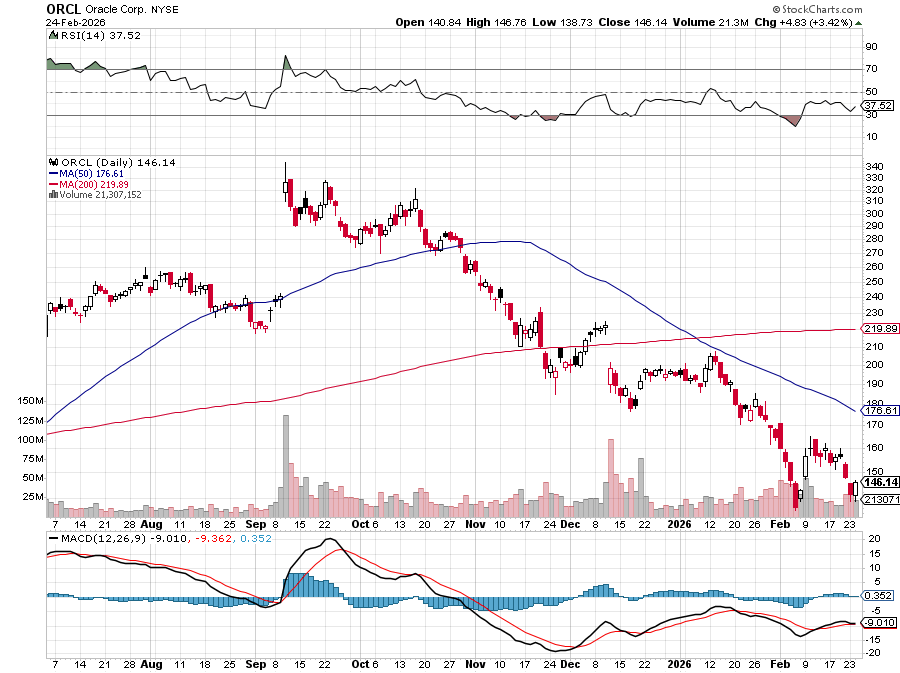 ORCL Oracle Corp. NYSE © StockCharts.com
24-Feb-2026 Open 140.84 High 146.76 Low 138.73 Close 146.14 Volume 21.3M Chg +4.83 (+3.42%)
RSI(14) 37.52
90
70
50
37.52
30
10
ORCL (Daily) 146.14
MA(50) 176.61
MA(200) 219.89
Volume 21,307,152
340
330
320
310
300
290
280
270
260
250
240
230
219.89
210
200
190
180
176.61
170
160
150
146.14
213071
150M
125M
100M
75M
50M
25M
7 14 21 28 Aug 11 18 25 Sep 8 15 22 Oct 6 13 20 27 Nov 10 17 24 Dec 8 15 22 2026 12 20 26 Feb 9 17 23
MACD(12,26,9) -9.010, -9.362, 0.352
20
15
10
5
0.352
-5
-9.010
-15
-20
7 14 21 28 Aug 11 18 25 Sep 8 15 22 Oct 6 13 20 27 Nov 10 17 24 Dec 8 15 22 2026 12 20 26 Feb 9 17 23